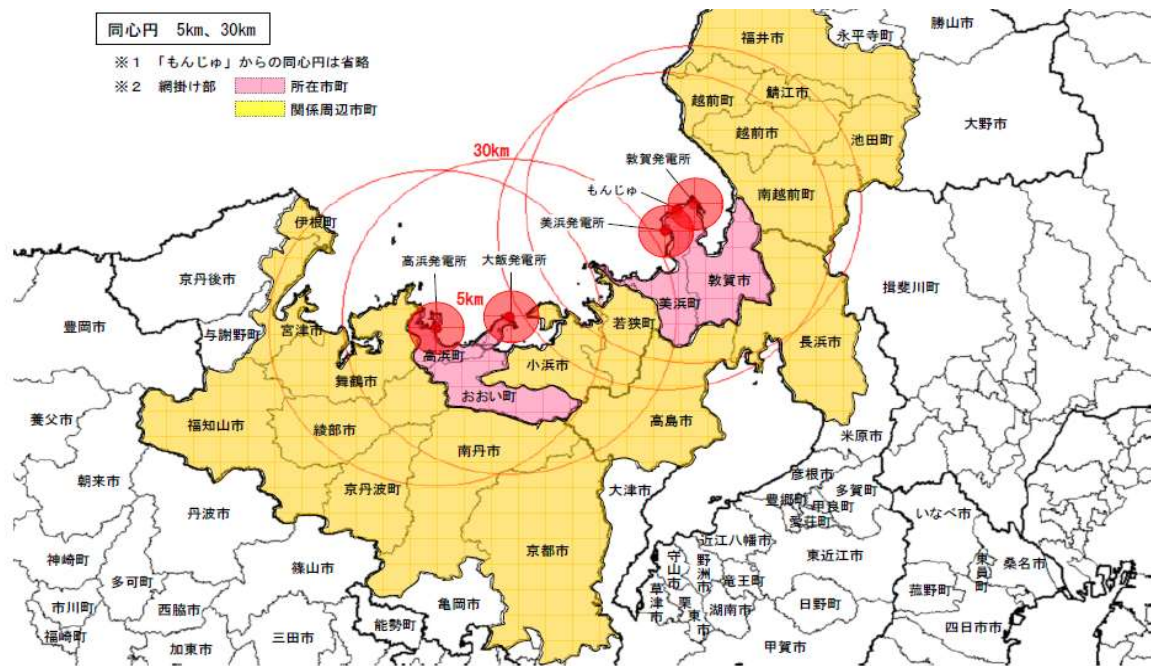 同心円 5km、30km
※1 「もんじゅ」からの同心円は省略
※2 網掛け部
所在市町
関係周辺市町
勝山市
永平寺町
福井市
鯖江市
越前町
越前市
池田町
大野市
南越前町
30km
敦賀発電所
もんじゅ
美浜発電所
伊根町
京丹後市
高浜発電所
大飯発電所
5km
敦賀市
美浜町
揖斐川町
豊岡市
与謝野町
宮津市
若狭町
長浜市
高浜町
小浜市
舞鶴市
おおい町
養父市
福知山市
綾部市
南丹市
高島市
米原市
朝来市
京丹波町
大津市
彦根市
多賀町
豊郷町
甲良町
愛荘町
いなべ市
丹波市
京都市
近江八幡市
東近江市
神崎町
多可町
篠山市
守山市
野洲市
竜王町
東員町
桑名市
市川町
西脇市
亀岡市
草津市
栗東市
湖南市
日野町
菰野町
福崎町
加東市
三田市
能勢町
甲賀市
四日市市